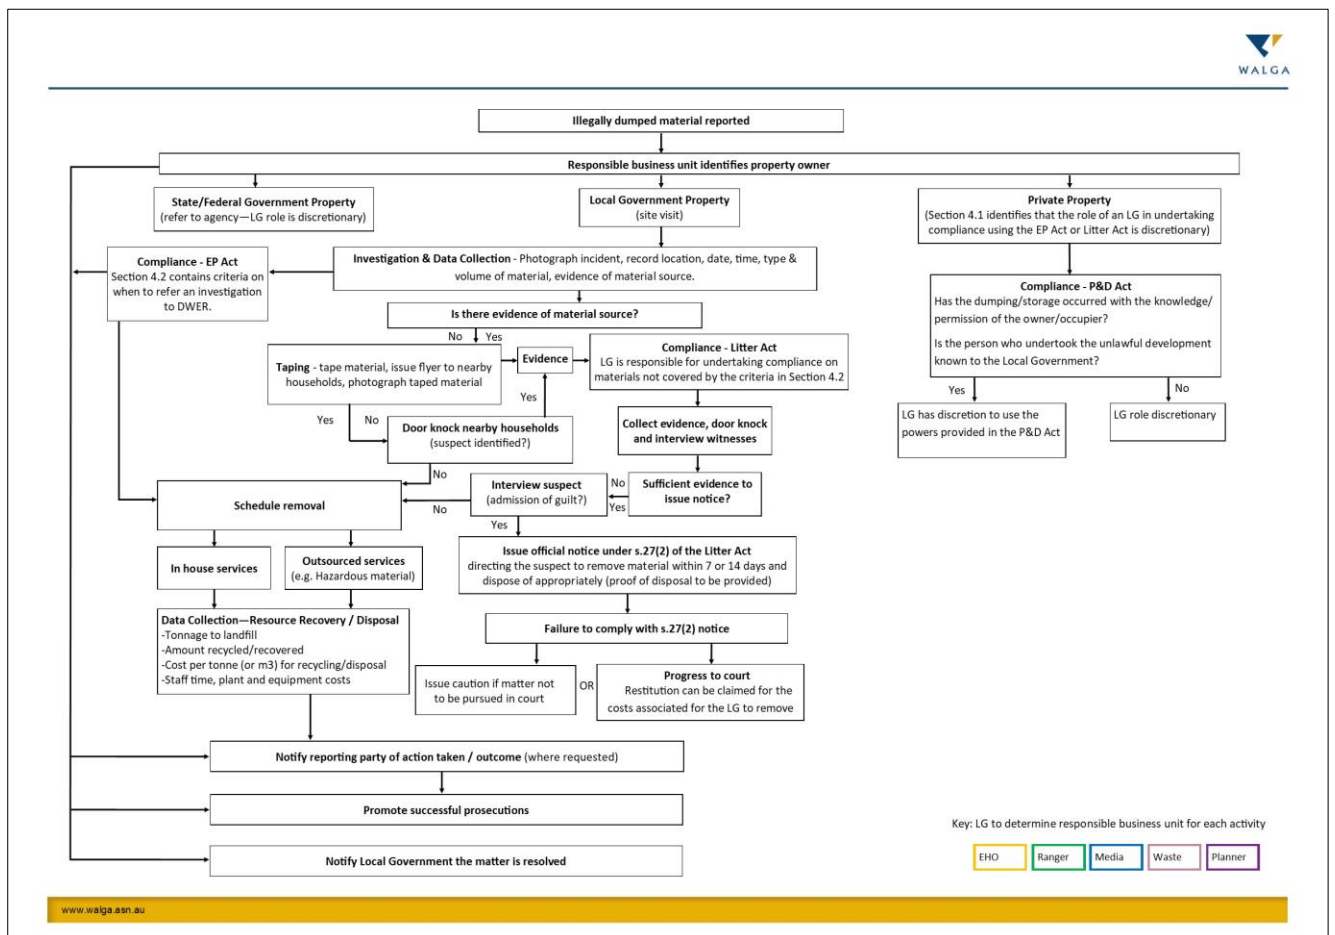 WALGA
Illegally dumped material reported
Responsible business unit identifies property owner
State/Federal Government Property
(refer to agency—LG role is discretionary)
Local Government Property
(site visit)
Private Property
(Section 4.1 identifies that the role of an LG in undertaking
compliance using the EP Act or Litter Act is discretionary)
Compliance - EP Act
Section 4.2 contains criteria on
when to refer an investigation
to DWER.
Investigation & Data Collection - Photograph incident, record location, date, time, type &
volume of material, evidence of material source.
Compliance - P&D Act
Has the dumping/storage occurred with the knowledge/
permission of the owner/occupier?
Is the person who undertook the unlawful development
known to the Local Government?
Is there evidence of material source?
No Yes
Taping - tape material, issue flyer to nearby
households, photograph taped material
Evidence
Compliance - Litter Act
LG is responsible for undertaking compliance on
materials not covered by the criteria in Section 4.2
Yes
No
Yes
Yes No
LG has discretion to use the
powers provided in the P&D Act
LG role discretionary
Door knock nearby households
(suspect identified?)
Collect evidence, door knock
and interview witnesses
No
Schedule removal
No
Interview suspect
(admission of guilt?)
No
Yes
Sufficient evidence to
issue notice?
Yes
In house services
Outsourced services
(e.g. Hazardous material)
Issue official notice under s.27(2) of the Litter Act
directing the suspect to remove material within 7 or 14 days and
dispose of appropriately (proof of disposal to be provided)
Data Collection—Resource Recovery / Disposal
-Tonnage to landfill
-Amount recycled/recovered
-Cost per tonne (or m3) for recycling/disposal
-Staff time, plant and equipment costs
Failure to comply with s.27(2) notice
Issue caution if matter not
to be pursued in court
OR
Progress to court
Restitution can be claimed for the
costs associated for the LG to remove
Notify reporting party of action taken / outcome (where requested)
Promote successful prosecutions
Notify Local Government the matter is resolved
Key: LG to determine responsible business unit for each activity
EHO Ranger Media Waste Planner
www.walga.asn.au